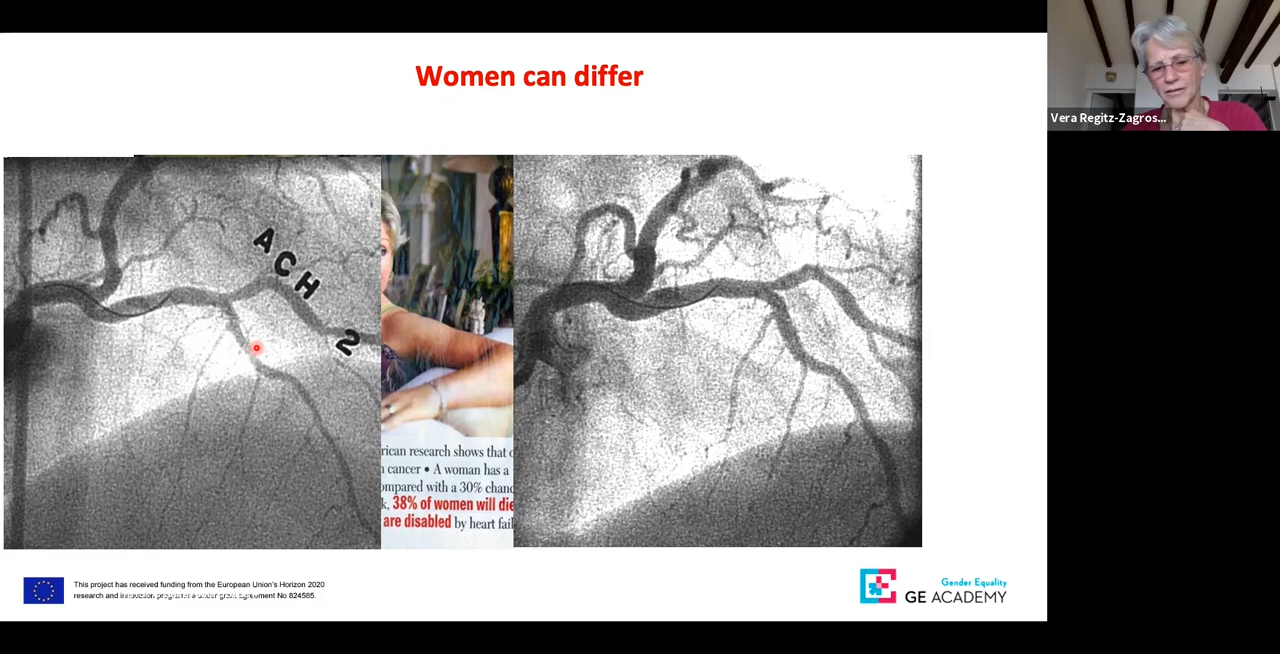 Women can differ
Vera Regitz-Zagros...
ACH
2
rican research shows that
cancer • A woman has a
ompared with a 30% chanc
k, 38% of women will die
are disabled by heart fail
This project has received funding from the European Union's Horizon 2020
research and innovation programme under grant agreement No 824585.
Gender Equality
GE ACADEMY